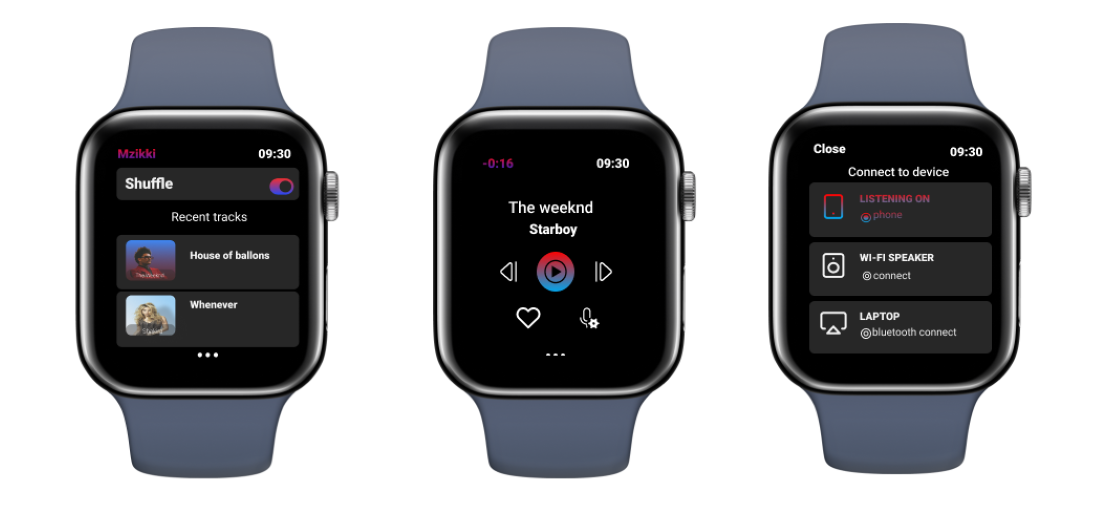 Mzikki 09:30
Shuffle
Recent tracks
House of ballons
Whenever
-0:16 09:30
The weeknd
Starboy
Close 09:30
Connect to device
LISTENING ON
phone
WI-FI SPEAKER
connect
LAPTOP
bluetooth connect